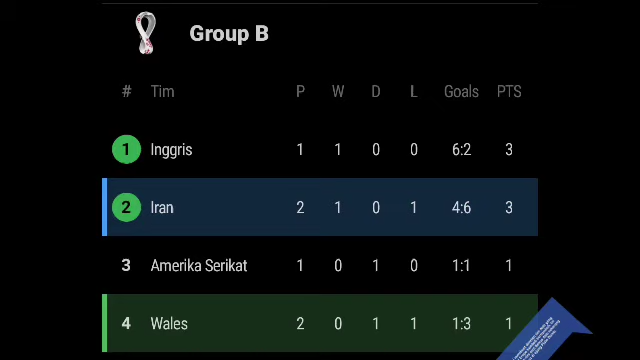 Group B
# Tim P W D L Goals PTS
1 Inggris 1 1 0 0 6:2 3
2 Iran 2 1 0 1 4:6 3
3 Amerika Serikat 1 0 1 0 1:1 1
4 Wales 2 0 1 1 1:3 1